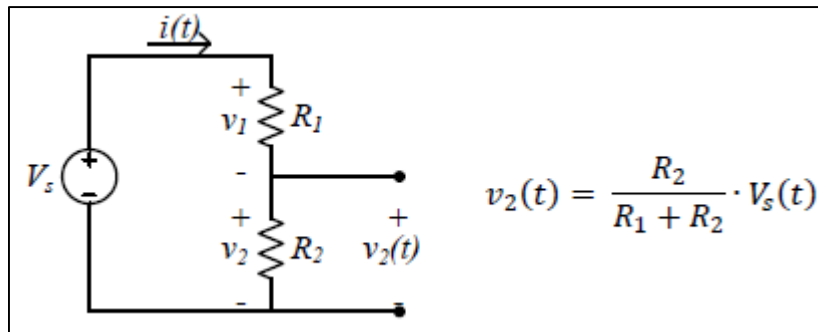 i(t)
+
v₁ R₁
-
Vₛ
+
-
+
v₂ R₂
-
+
v₂(t)
-
v₂(t) = R₂ / (R₁ + R₂) · Vₛ(t)